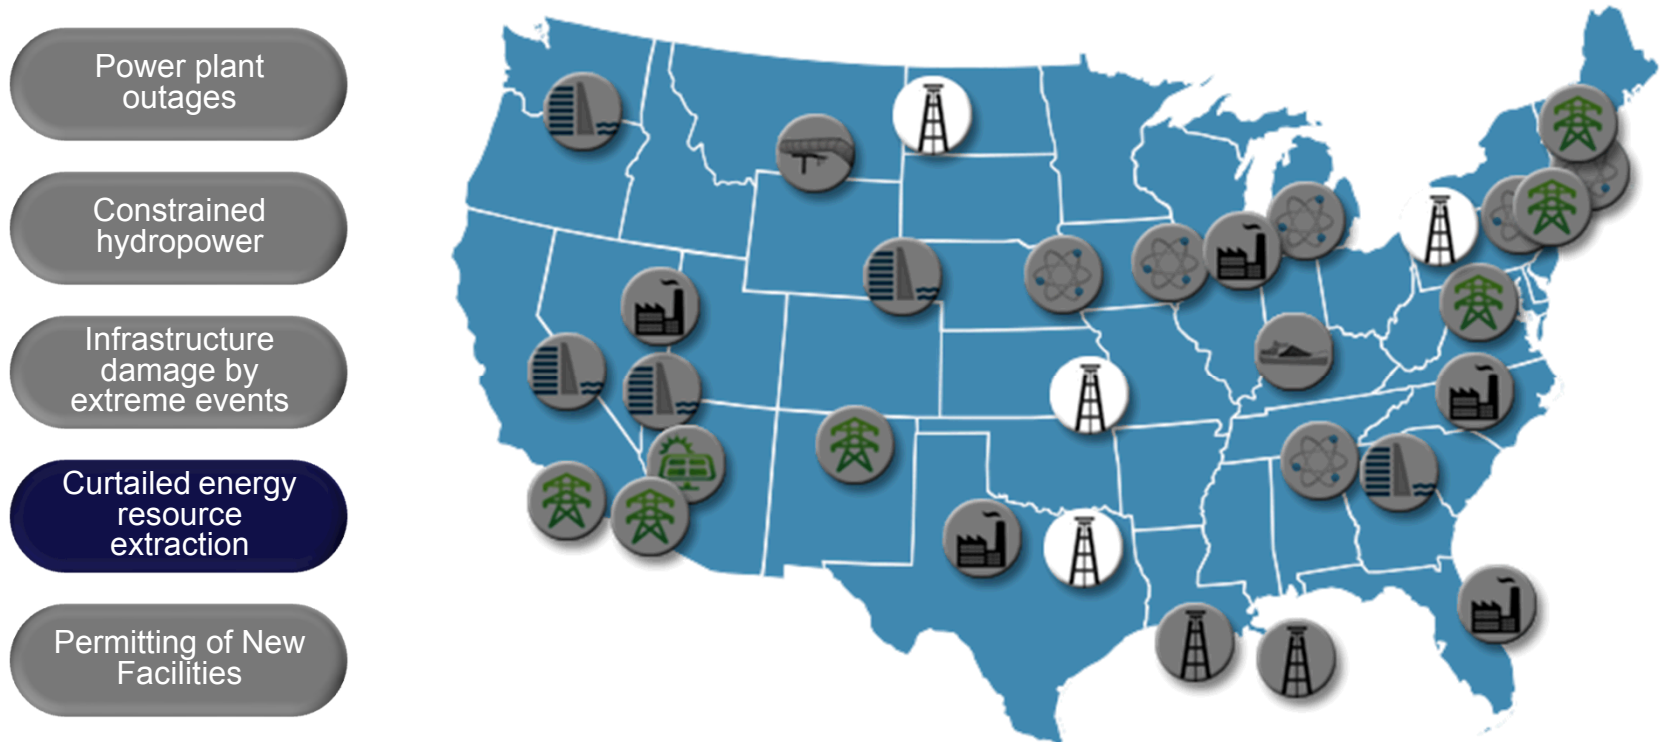 Power plant
outages
Constrained
hydropower
Infrastructure
damage by
extreme events
Curtailed energy
resource
extraction
Permitting of New
Facilities